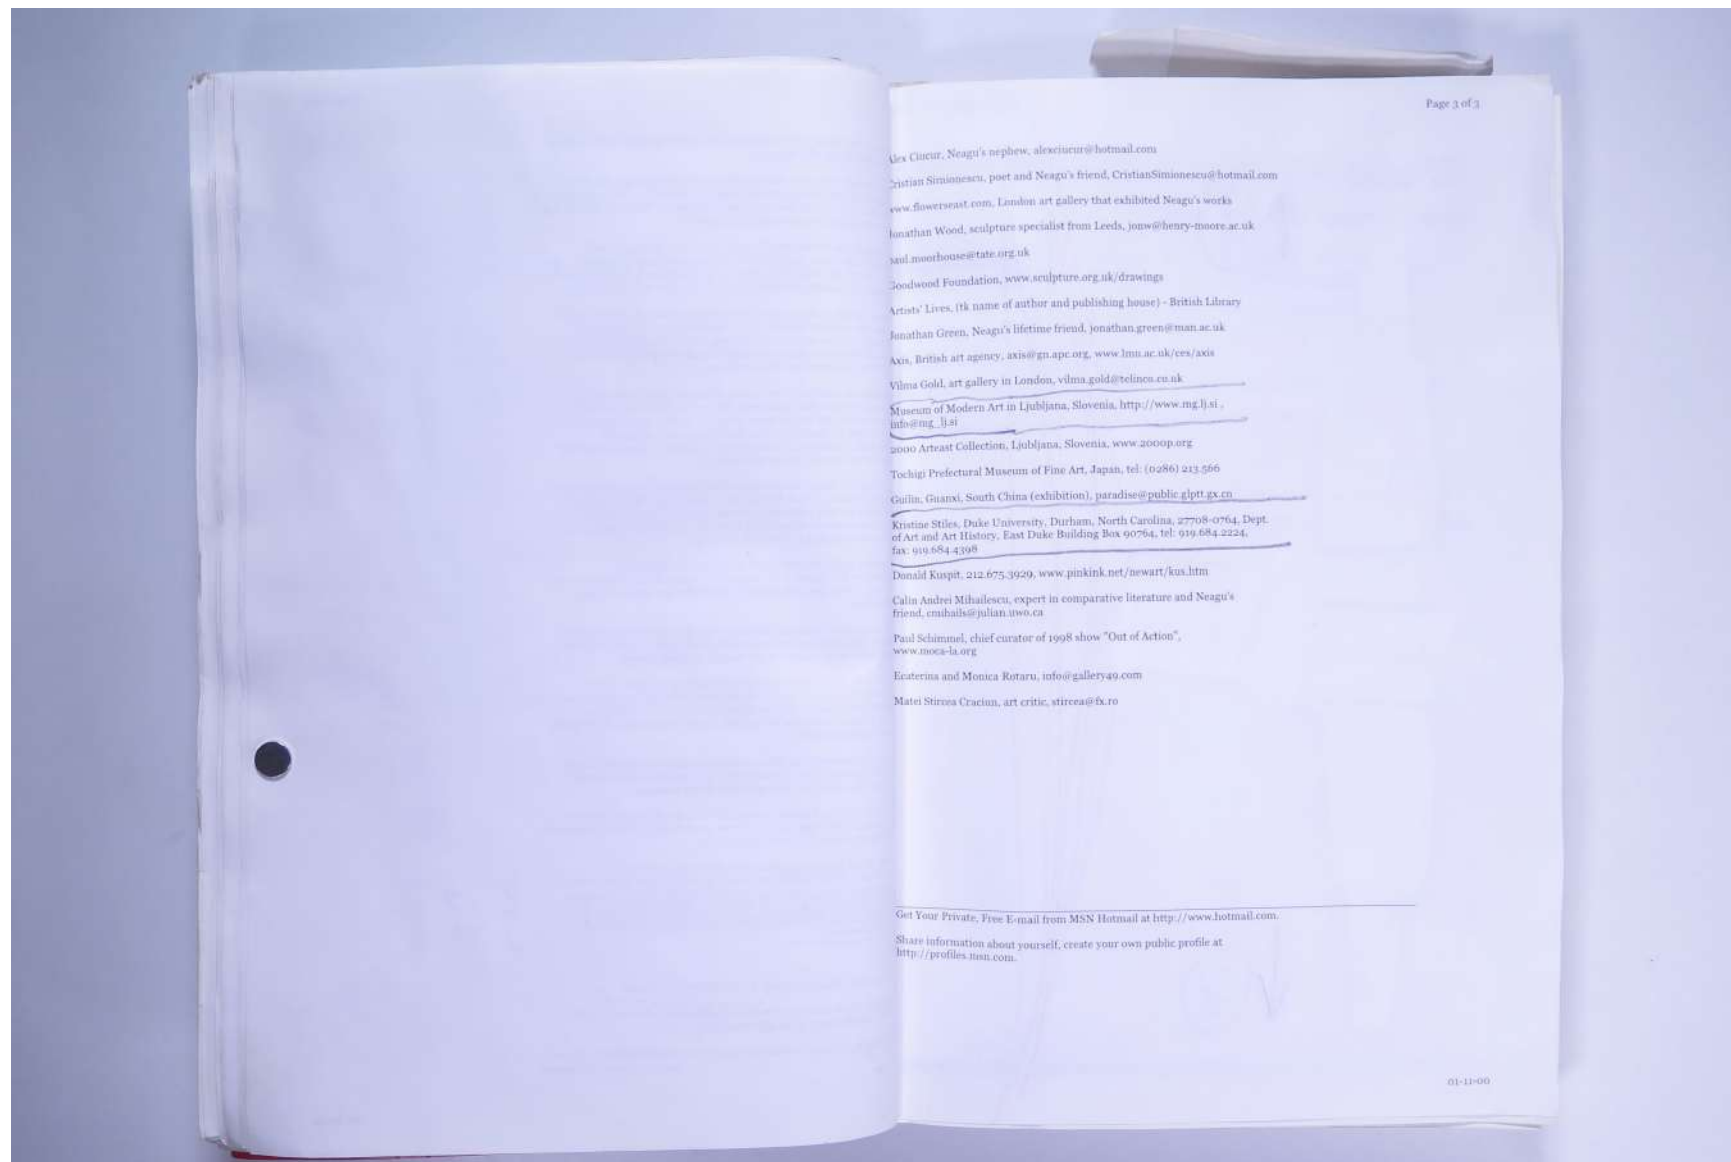 Page 3 of 3
Alex Ciucur, Neagu's nephew, alexciucur@hotmail.com
Cristian Simionescu, poet and Neagu's friend, CristianSimionescu@hotmail.com
www.flowerseast.com, London art gallery that exhibited Neagu's works
Jonathan Wood, sculpture specialist from Leeds, jonw@henry-moore.ac.uk
paul.moorhouse@tate.org.uk
Goodwood Foundation, www.sculpture.org.uk/drawings
Artists' Lives, (tk name of author and publishing house) - British Library
Jonathan Green, Neagu's lifetime friend, jonathan.green@man.ac.uk
Axis, British art agency, axis@gn.apc.org, www.lmu.ac.uk/ces/axis
Vilma Gold, art gallery in London, vilma.gold@telinco.co.uk
Museum of Modern Art in Ljubljana, Slovenia, http://www.mg.lj.si ,
info@mg_lj.si
2000 Arteast Collection, Ljubljana, Slovenia, www.2000p.org
Tochigi Prefectural Museum of Fine Art, Japan, tel: (0286) 213.566
Guilin, Guanxi, South China (exhibition), paradise@public.glptt.gx.cn
Kristine Stiles, Duke University, Durham, North Carolina, 27708-0764, Dept.
of Art and Art History, East Duke Building Box 90764, tel: 919.684.2224,
fax: 919.684.4398
Donald Kuspit, 212.675.3929, www.pinkink.net/newart/kus.htm
Calin Andrei Mihailescu, expert in comparative literature and Neagu's
friend, cmihails@julian.uwo.ca
Paul Schimmel, chief curator of 1998 show "Out of Action",
www.moca-la.org
Ecaterina and Monica Rotaru, info@gallery49.com
Matei Stircea Craciun, art critic, stircea@fx.ro
Get Your Private, Free E-mail from MSN Hotmail at http://www.hotmail.com.
Share information about yourself, create your own public profile at
http://profiles.msn.com.
01-11-00